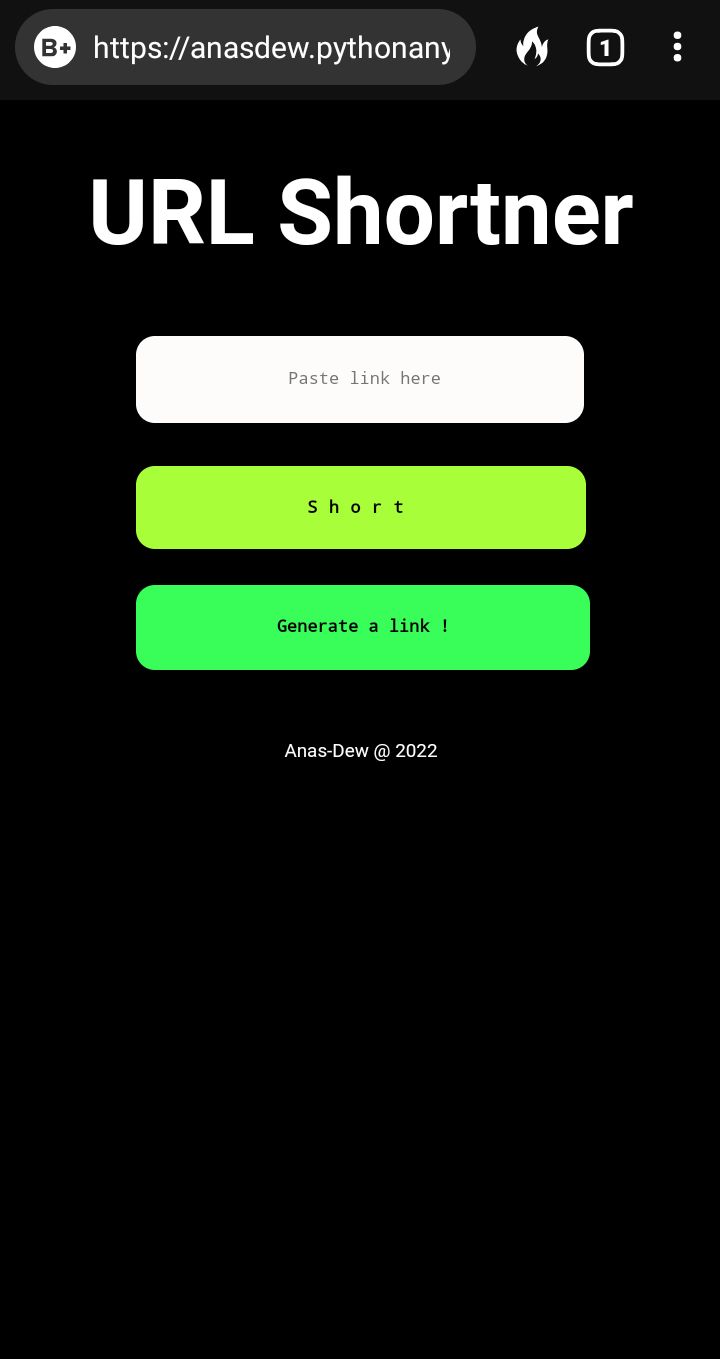 B+ https://anasdew.pythonany
1
URL Shortner
Paste link here
S h o r t
Generate a link !
Anas-Dew @ 2022